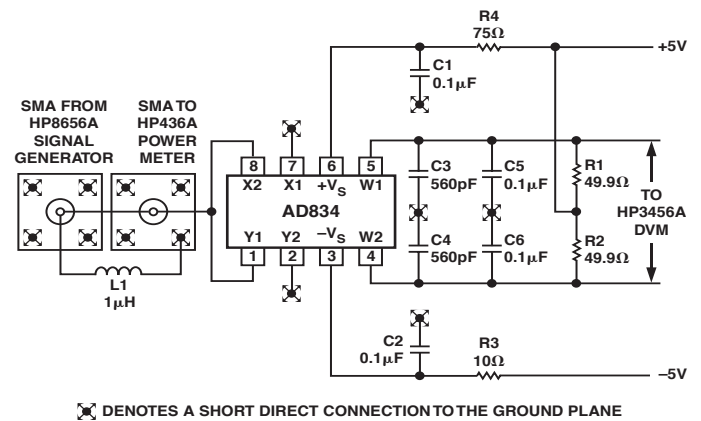 R4
75Ω
+5V
C1
0.1μF
SMA FROM
HP8656A
SIGNAL
GENERATOR
SMA TO
HP436A
POWER
METER
8
7
6
5
X2
X1
+VS
W1
AD834
Y1
Y2
–VS
W2
1
2
3
4
C3
560pF
C5
0.1μF
R1
49.9Ω
TO
HP3456A
DVM
C4
560pF
C6
0.1μF
R2
49.9Ω
L1
1μH
C2
0.1μF
R3
10Ω
–5V
DENOTES A SHORT DIRECT CONNECTION TO THE GROUND PLANE